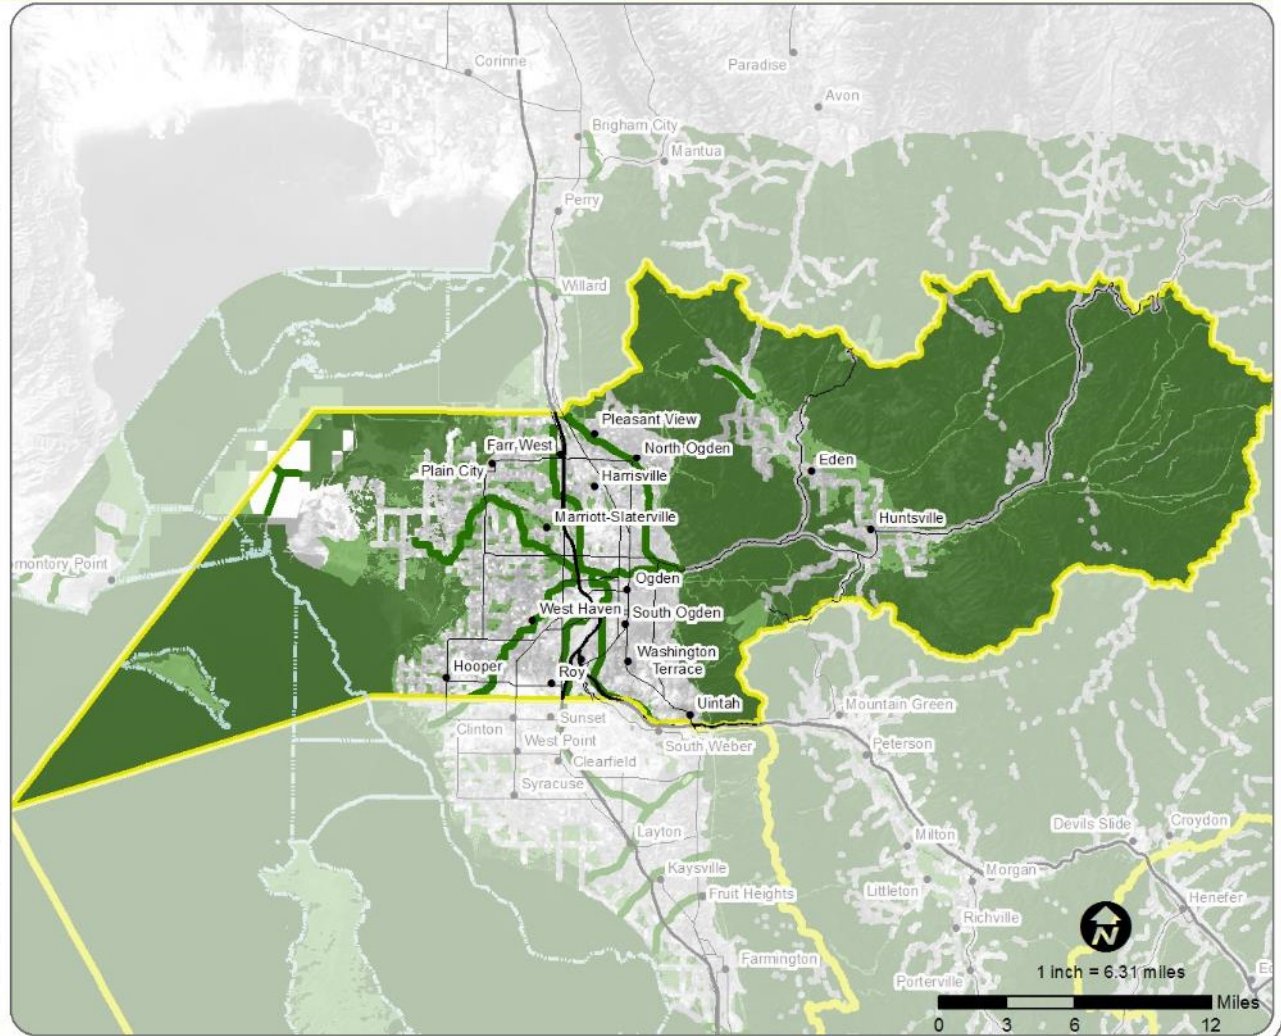 Corinne
Paradise
Avon
Brigham City
Mantua
Perry
Willard
Pleasant View
Farr West
North Ogden
Plain City
Harrisville
Eden
Marriott-Slaterville
Huntsville
omontory Point
Ogden
West Haven
South Ogden
Hooper
Roy
Washington
Terrace
Uintah
Sunset
Mountain Green
Clinton
West Point
South Weber
Peterson
Clearfield
Syracuse
Layton
Milton
Devils Slide
Croydon
Kaysville
Morgan
Fruit Heights
Littleton
Henefer
Richville
N
Farmington
1 inch = 6.31 miles
Porterville
Ec
Miles
0 3 6 12